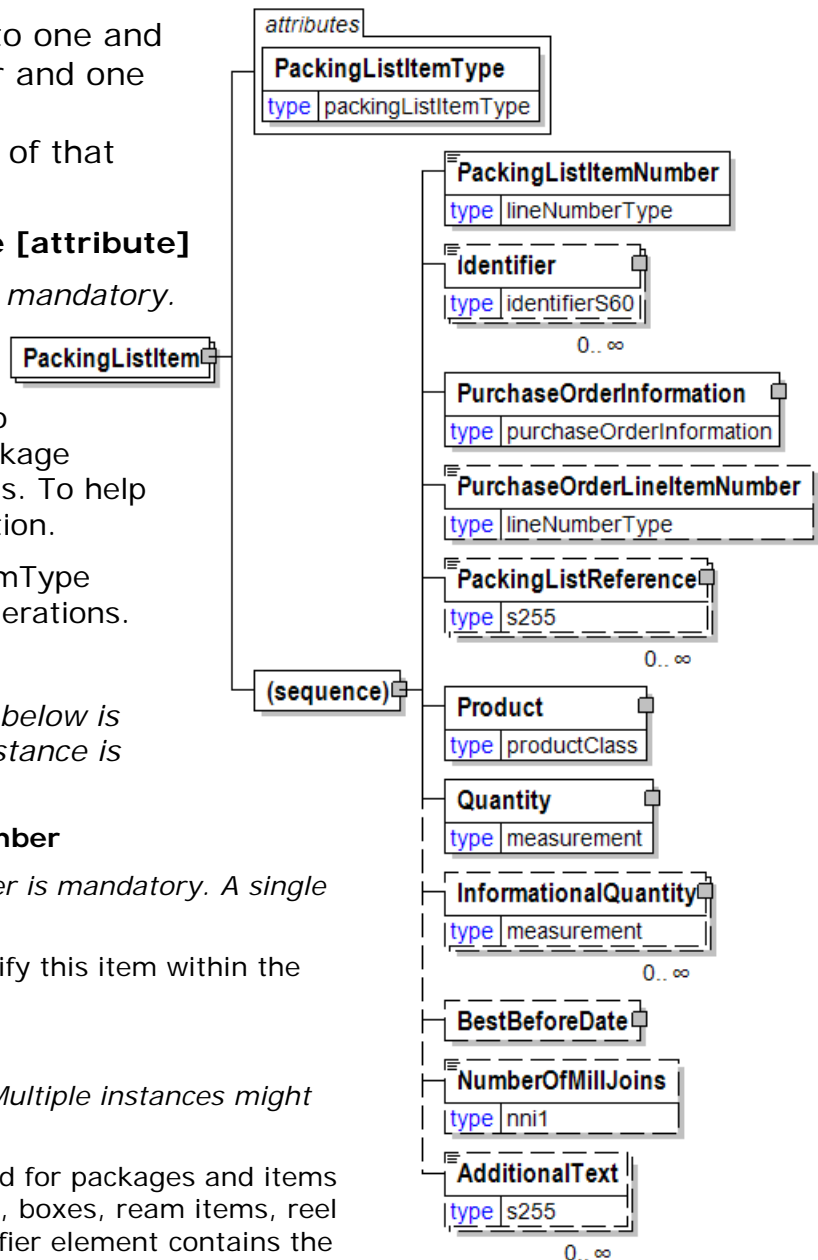 to one and
r and one
of that
e [attribute]
mandatory.
kage
s. To help
tion.
mType
erations.
below is
stance is
nber
er is mandatory. A single
ify this item within the
Multiple instances might
d for packages and items
, boxes, ream items, reel
fier element contains the
PackingListItem
attributes
PackingListItemType
type packingListItemType
(sequence)
PackingListItemNumber
type lineNumberType
Identifier
type identifierS60
0.. ∞
PurchaseOrderInformation
type purchaseOrderInformation
PurchaseOrderLineItemNumber
type lineNumberType
PackingListReference
type s255
0.. ∞
Product
type productClass
Quantity
type measurement
InformationalQuantity
type measurement
0.. ∞
BestBeforeDate
NumberOfMillJoins
type nni1
AdditionalText
type s255
0.. ∞